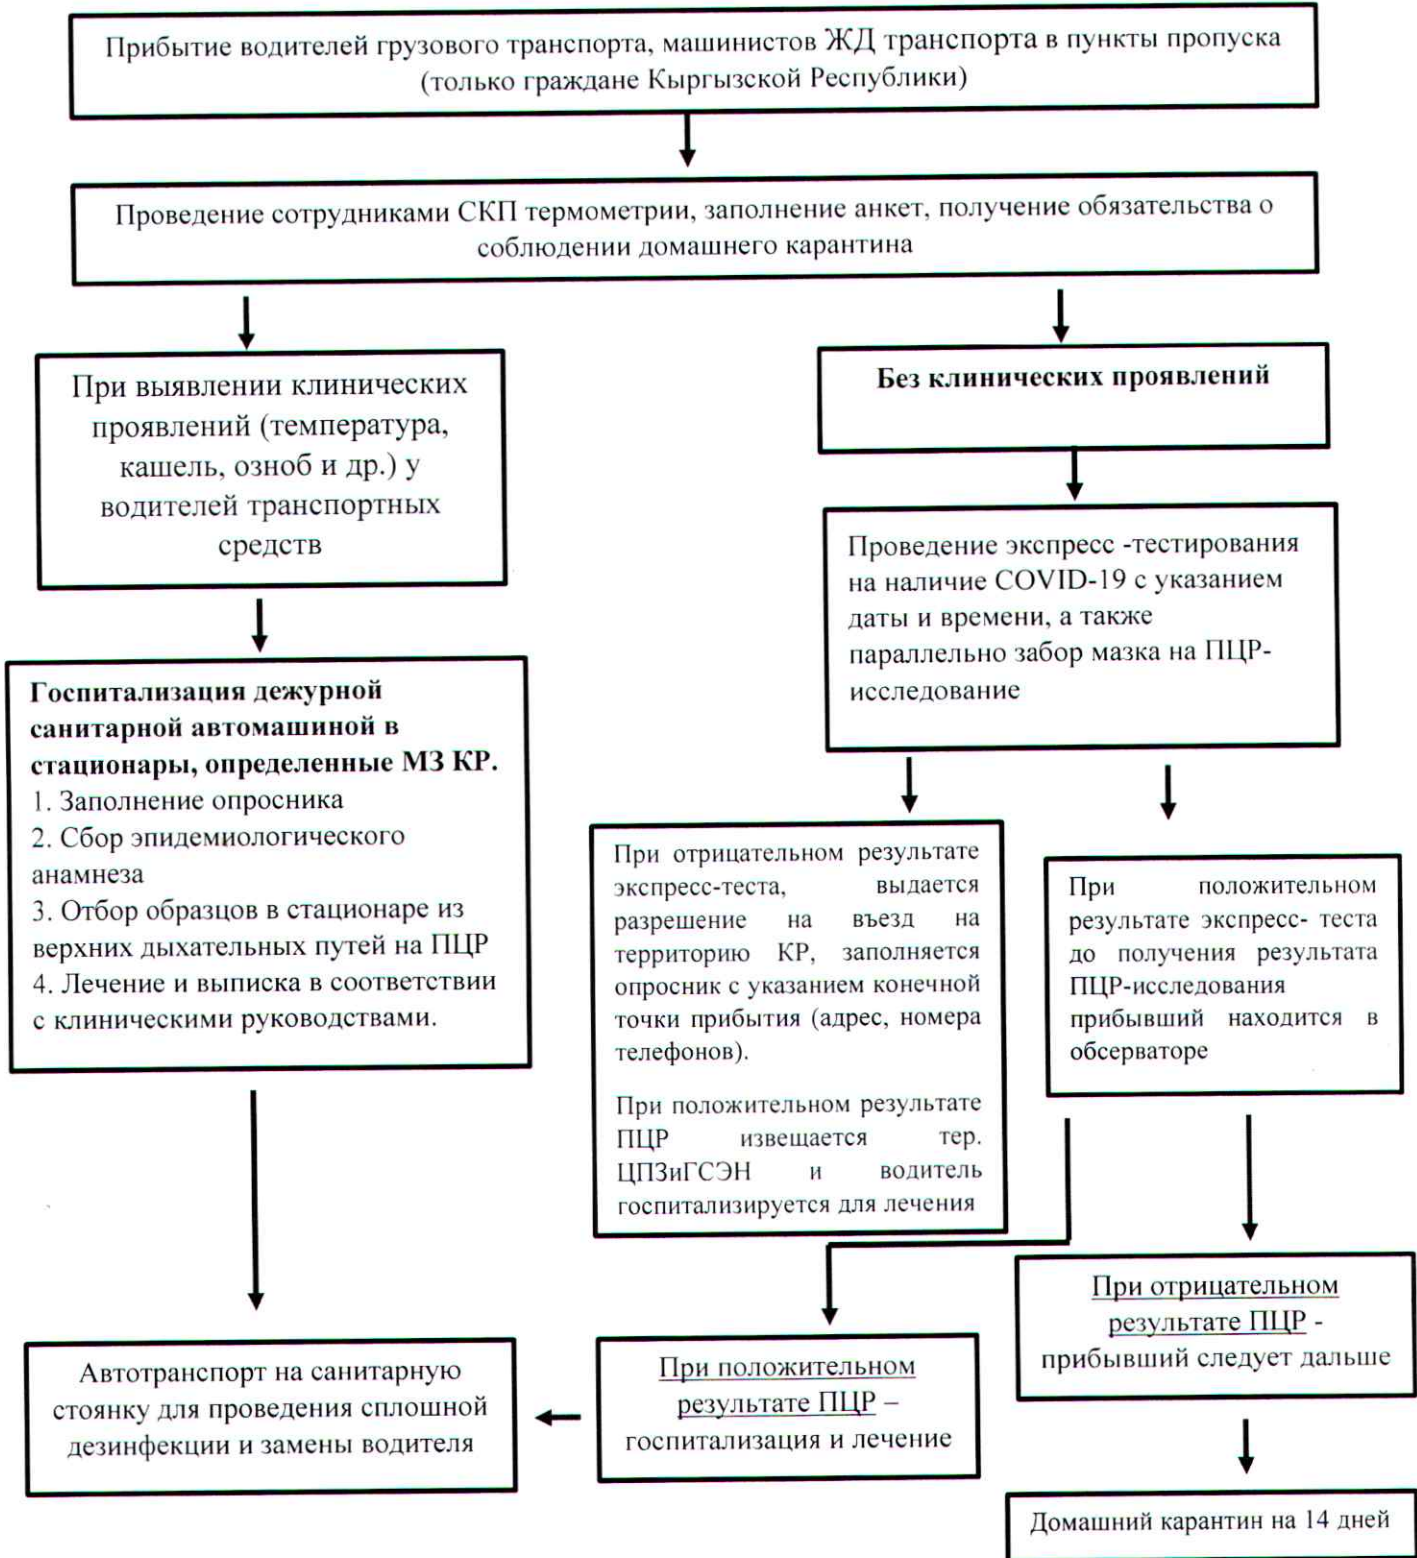 Прибытие водителей грузового транспорта, машинистов ЖД транспорта в пункты пропуска
(только граждане Кыргызской Республики)
Проведение сотрудниками СКП термометрии, заполнение анкет, получение обязательства о
соблюдении домашнего карантина
При выявлении клинических
проявлений (температура,
кашель, озноб и др.) у
водителей транспортных
средств
Без клинических проявлений
Проведение экспресс -тестирования
на наличие COVID-19 с указанием
даты и времени, а также
параллельно забор мазка на ПЦР-
исследование
Госпитализация дежурной
санитарной автомашиной в
стационары, определенные МЗ КР.
1. Заполнение опросника
2. Сбор эпидемиологического
анамнеза
3. Отбор образцов в стационаре из
верхних дыхательных путей на ПЦР
4. Лечение и выписка в соответствии
с клиническими руководствами.
При отрицательном результате
экспресс-теста, выдается
разрешение на въезд на
территорию КР, заполняется
опросник с указанием конечной
точки прибытия (адрес, номера
телефонов).
При положительном результате
ПЦР извещается тер.
ЦПЗиГСЭН и водитель
госпитализируется для лечения
При положительном
результате экспресс- теста
до получения результата
ПЦР-исследования
прибывший находится в
обсерваторе
При отрицательном
результате ПЦР -
прибывший следует дальше
Автотранспорт на санитарную
стоянку для проведения сплошной
дезинфекции и замены водителя
При положительном
результате ПЦР –
госпитализация и лечение
Домашний карантин на 14 дней